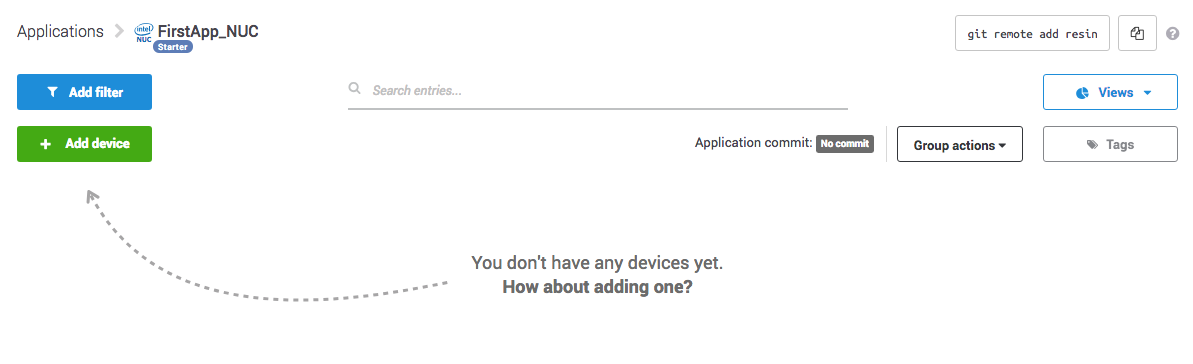 Applications
FirstApp_NUC
intel
NUC
Starter
git remote add resin
?
Add filter
Search entries...
Views
Add device
Application commit: No commit
Group actions
Tags
You don't have any devices yet.
How about adding one?